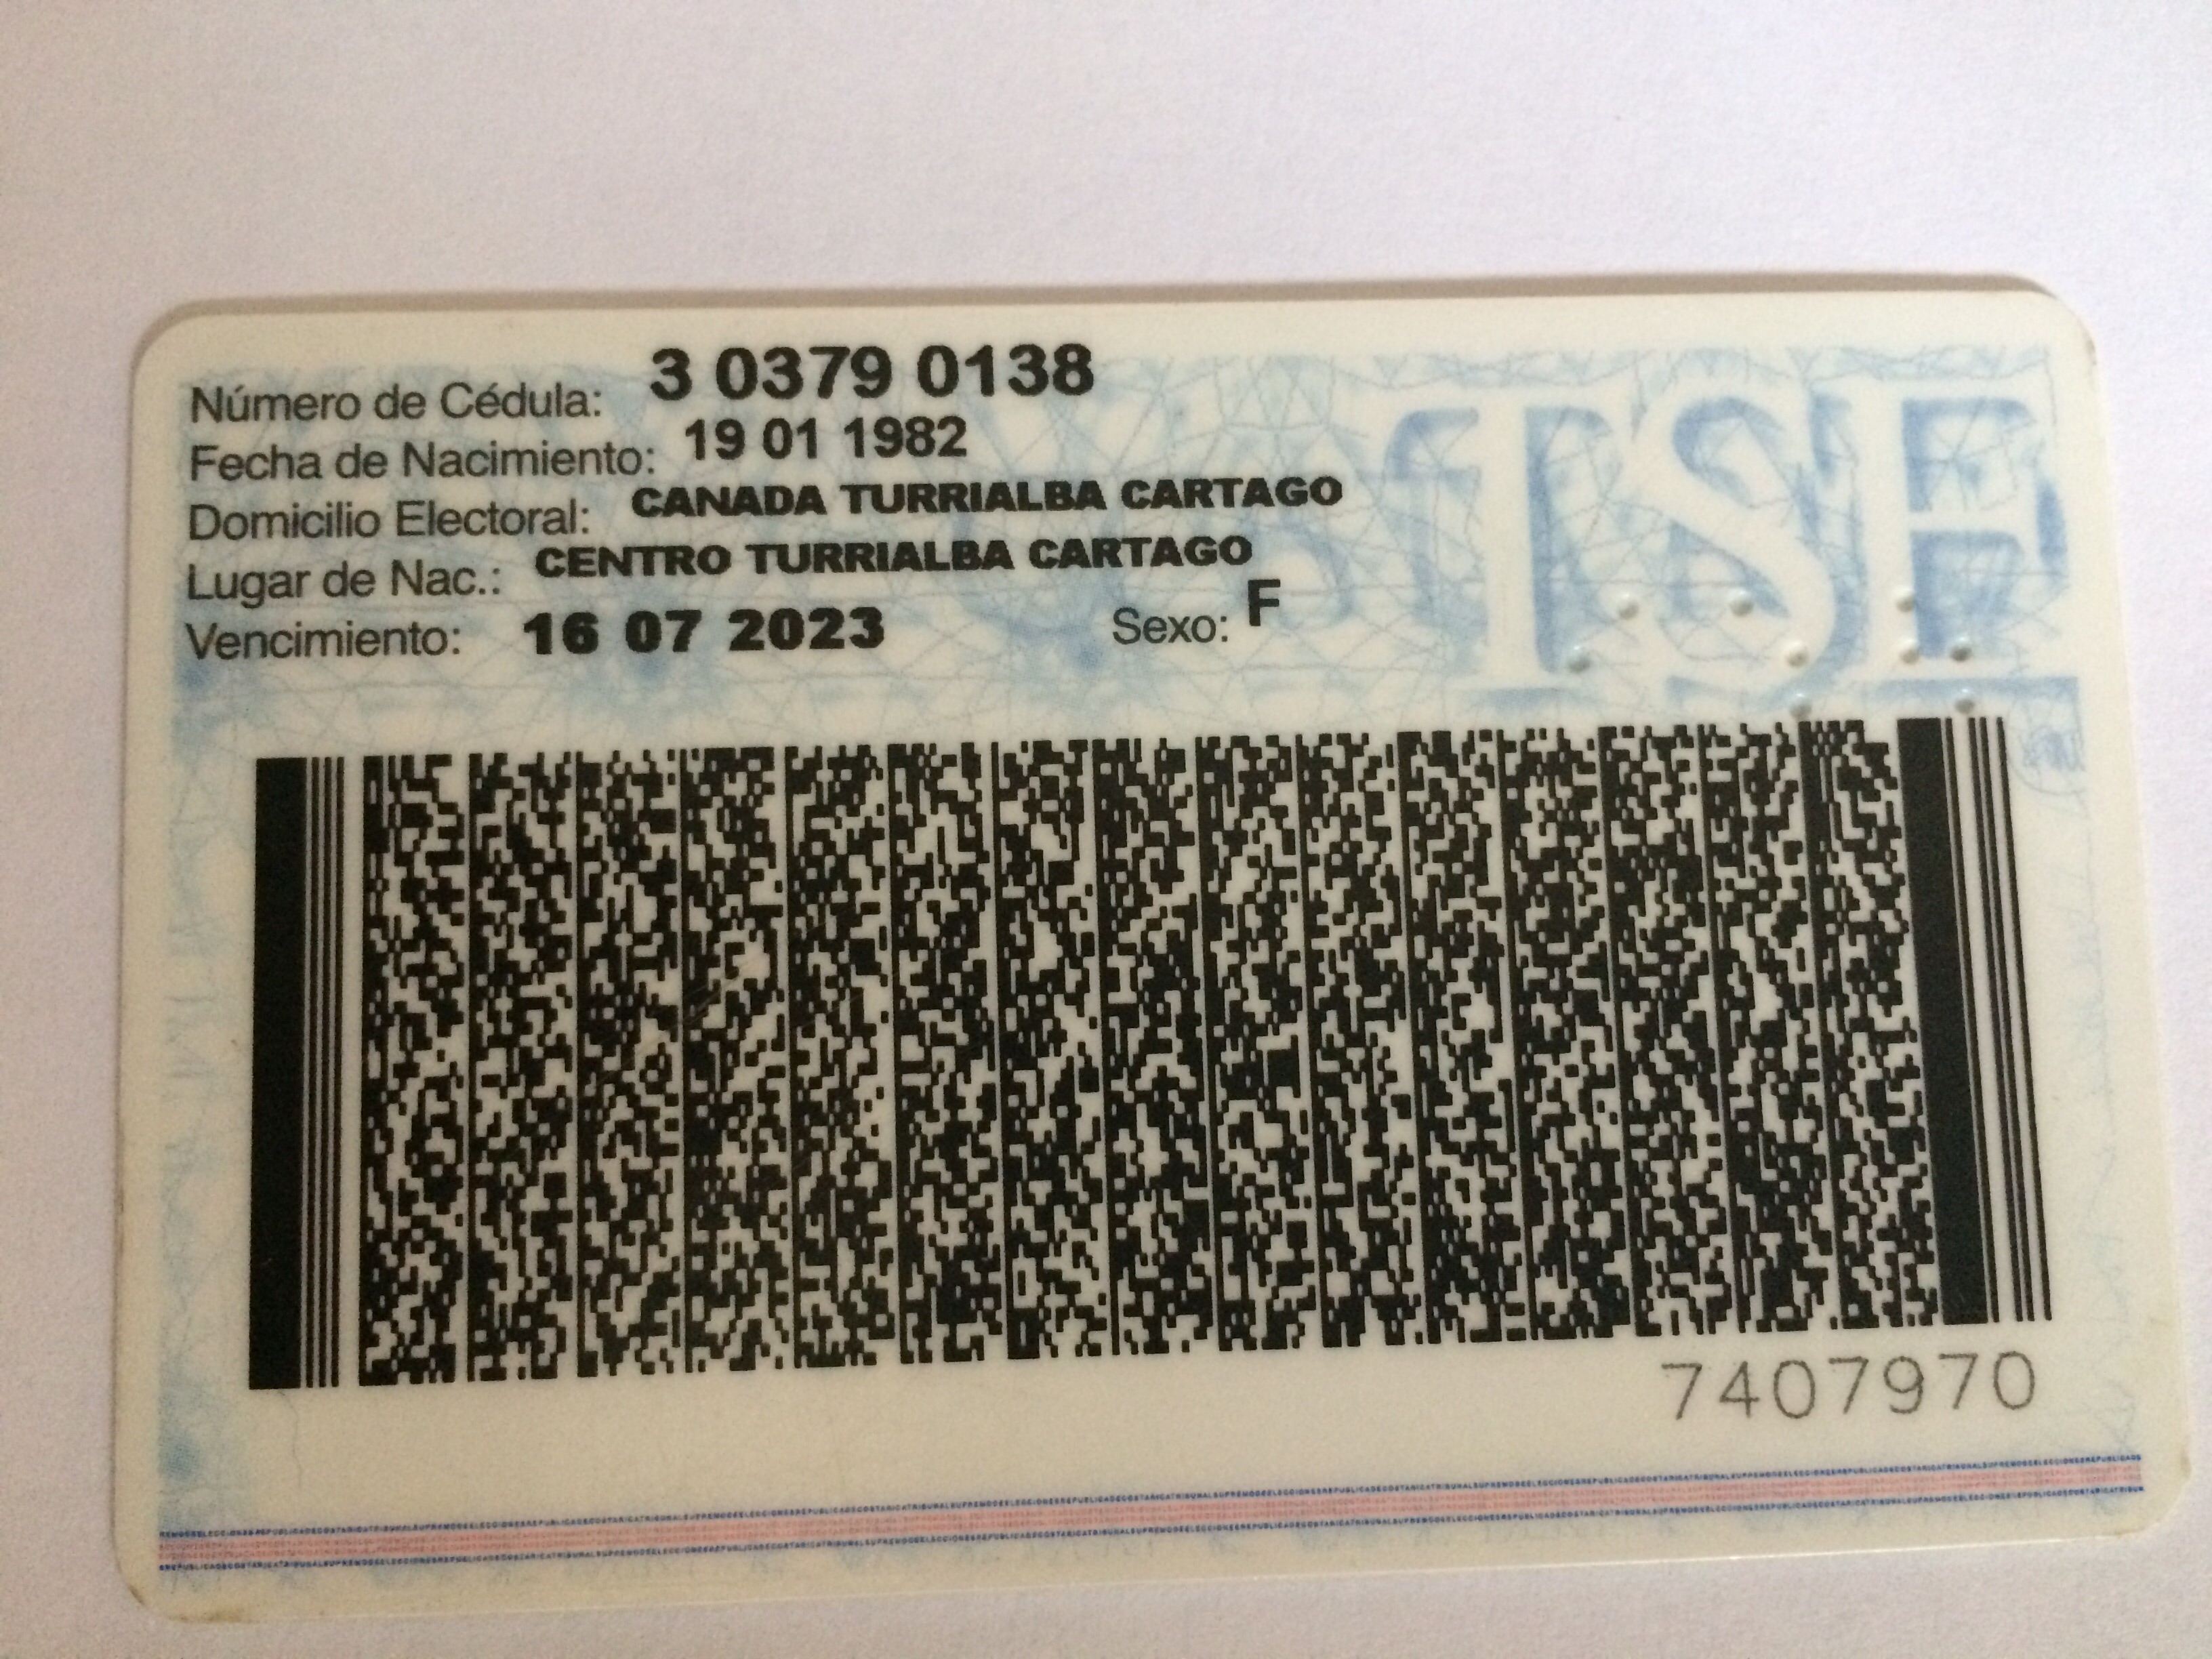 Número de Cédula: 3 0379 0138
Fecha de Nacimiento: 19 01 1982
Domicilio Electoral: CANADA TURRIALBA CARTAGO
Lugar de Nac.: CENTRO TURRIALBA CARTAGO
Vencimiento: 16 07 2023 Sexo: F
TSE
7407970